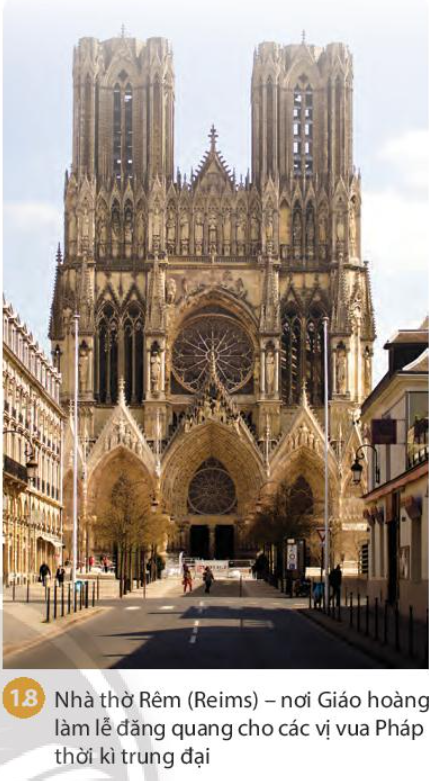 1.8 Nhà thờ Rêm (Reims) – nơi Giáo hoàng
làm lễ đăng quang cho các vị vua Pháp
thời kì trung đại